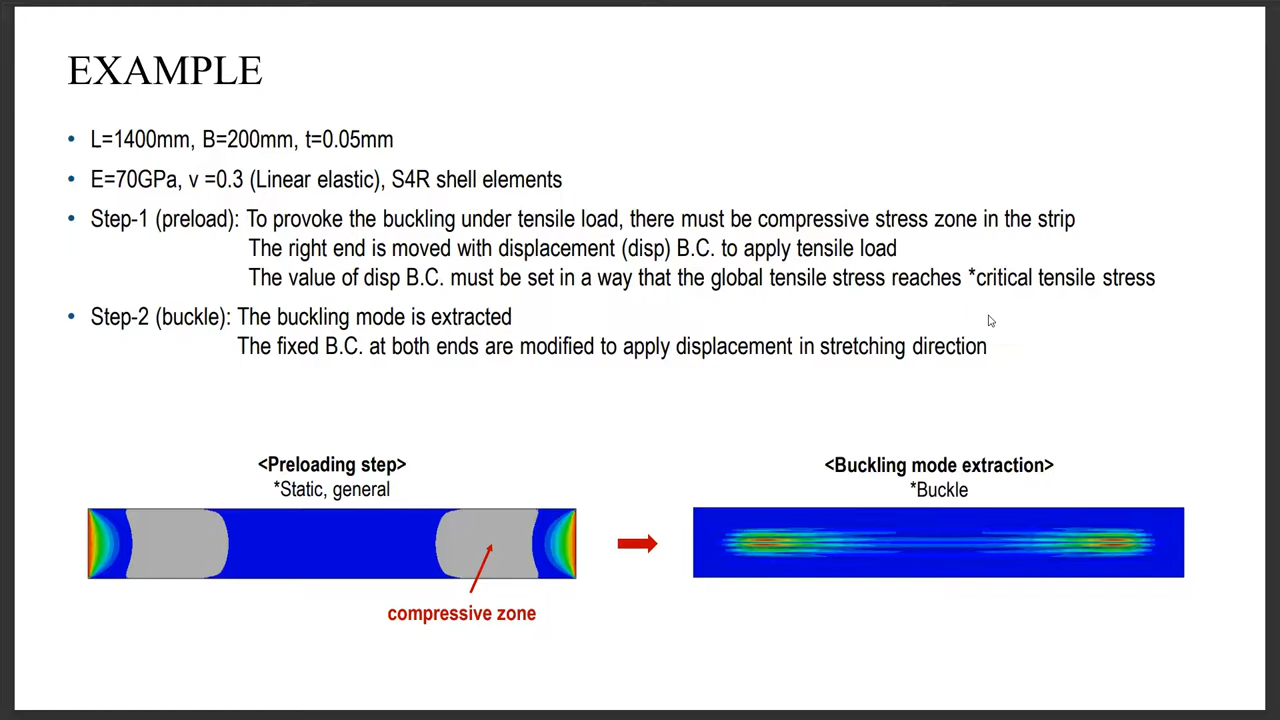 EXAMPLE
• L=1400mm, B=200mm, t=0.05mm
• E=70GPa, v =0.3 (Linear elastic), S4R shell elements
• Step-1 (preload): To provoke the buckling under tensile load, there must be compressive stress zone in the strip
The right end is moved with displacement (disp) B.C. to apply tensile load
The value of disp B.C. must be set in a way that the global tensile stress reaches *critical tensile stress
• Step-2 (buckle): The buckling mode is extracted
The fixed B.C. at both ends are modified to apply displacement in stretching direction
<Preloading step>
*Static, general
compressive zone
<Buckling mode extraction>
*Buckle